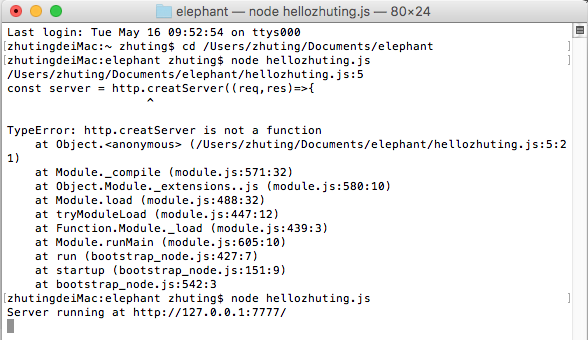 elephant — node hellozhuting.js — 80×24
Last login: Tue May 16 09:52:54 on ttys000
[zhutingdeiMac:~ zhuting$ cd /Users/zhuting/Documents/elephant ]
[zhutingdeiMac:elephant zhuting$ node hellozhuting.js ]
/Users/zhuting/Documents/elephant/hellozhuting.js:5
const server = http.creatServer((req,res)=>{
^
TypeError: http.creatServer is not a function
at Object.<anonymous> (/Users/zhuting/Documents/elephant/hellozhuting.js:5:2
1)
at Module._compile (module.js:571:32)
at Object.Module._extensions..js (module.js:580:10)
at Module.load (module.js:488:32)
at tryModuleLoad (module.js:447:12)
at Function.Module._load (module.js:439:3)
at Module.runMain (module.js:605:10)
at run (bootstrap_node.js:427:7)
at startup (bootstrap_node.js:151:9)
at bootstrap_node.js:542:3
[zhutingdeiMac:elephant zhuting$ node hellozhuting.js ]
Server running at http://127.0.0.1:7777/